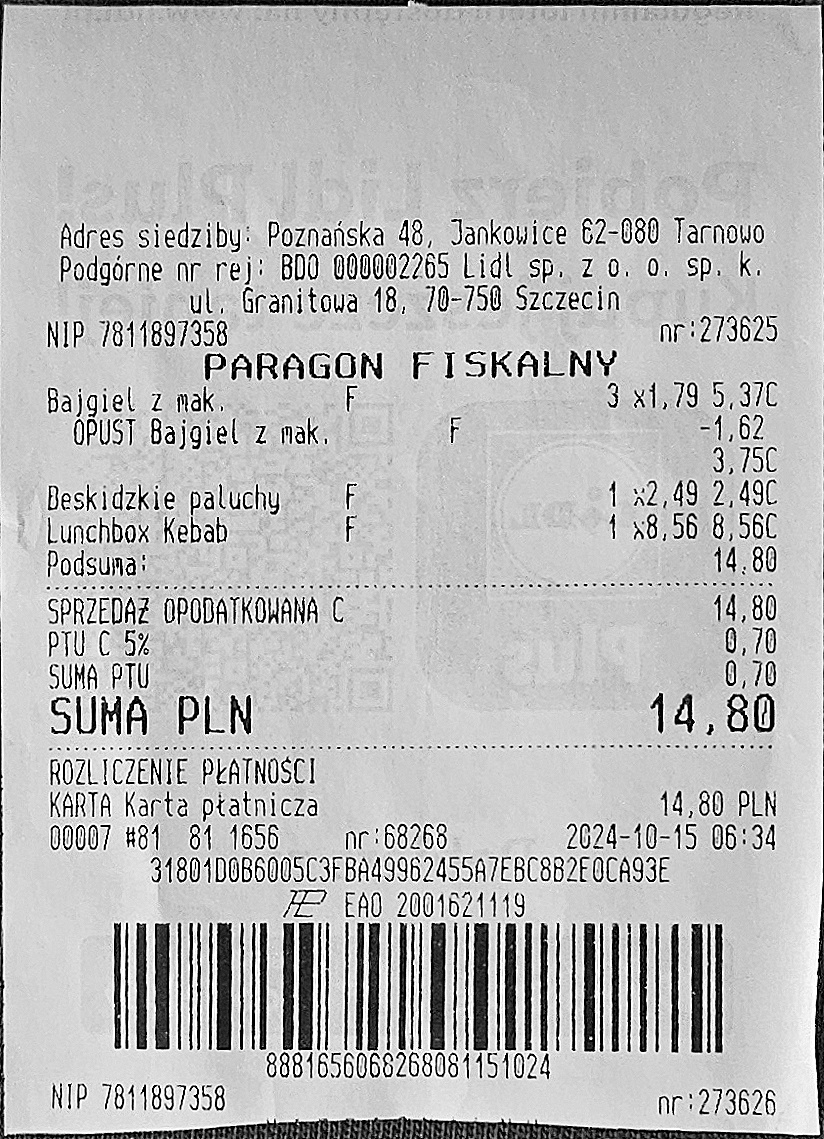 Adres siedziby: Poznańska 48, Jankowice 62-080 Tarnowo
Podgórne nr rej: BDO 000002265 Lidl sp. z o. o. sp. k.
ul. Granitowa 18, 70-750 Szczecin
NIP 7811897358 nr:273625
PARAGON FISKALNY
Bajgiel z mak. F 3 x1,79 5,37C
OPUST Bajgiel z mak. F -1,62
3,75C
Beskidzkie paluchy F 1 x2,49 2,49C
Lunchbox Kebab F 1 x8,56 8,56C
Podsuma: 14.80
SPRZEDAŻ OPODATKOWANA C 14,80
PTU C 5% 0,70
SUMA PTU 0,70
SUMA PLN 14,80
ROZLICZENIE PŁATNOŚCI
KARTA Karta płatnicza 14,80 PLN
00007 #81 81 1656 nr:68268 2024-10-15 06:34
31801D0B6005C3FBA49962455A7EBC8B2E0CA93E
EAO 2001621119
88816560682680811​51024
NIP 7811897358 nr:273626